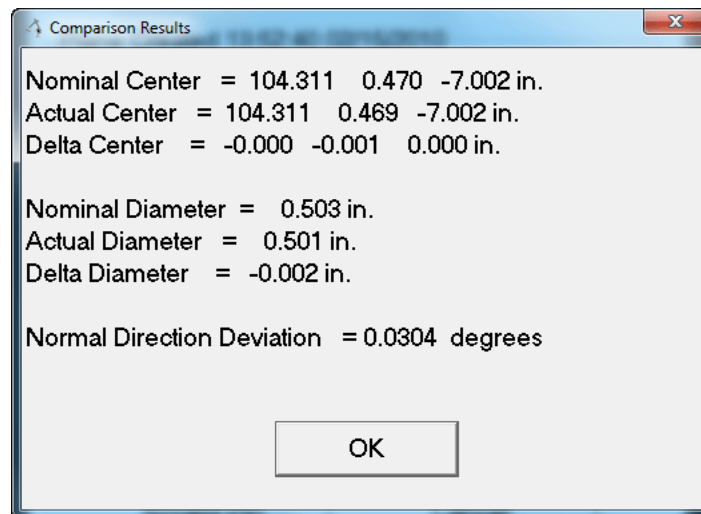 Comparison Results
Nominal Center = 104.311 0.470 -7.002 in.
Actual Center = 104.311 0.469 -7.002 in.
Delta Center = -0.000 -0.001 0.000 in.
Nominal Diameter = 0.503 in.
Actual Diameter = 0.501 in.
Delta Diameter = -0.002 in.
Normal Direction Deviation = 0.0304 degrees
OK